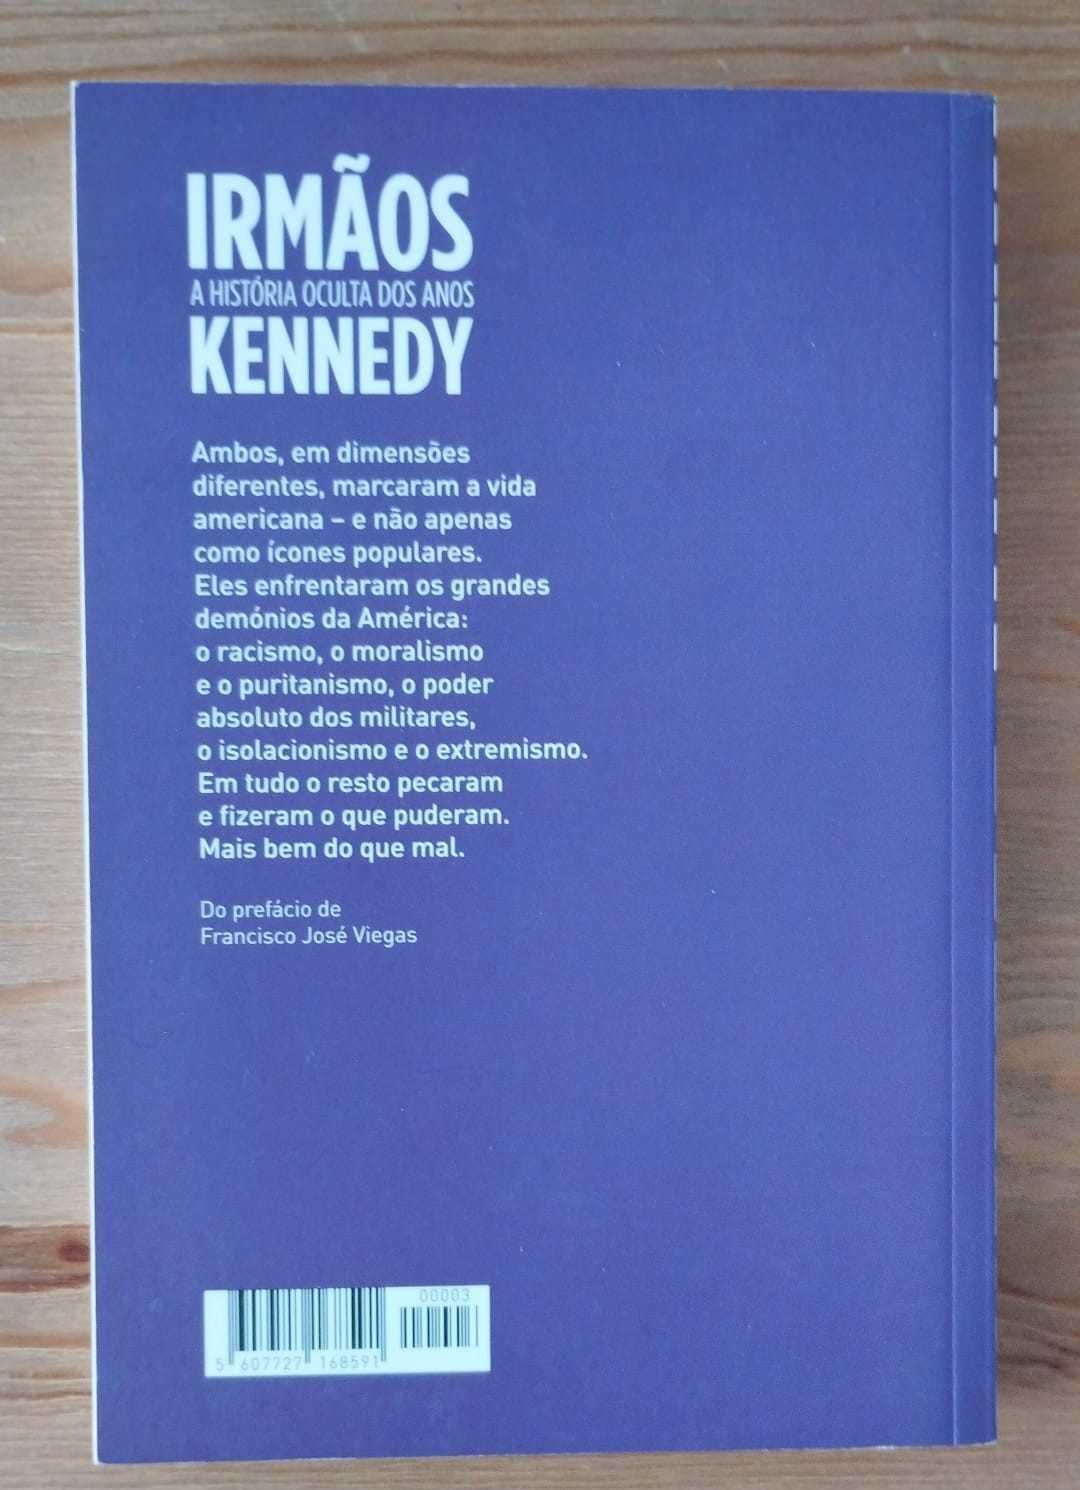 IRMÃOS
A HISTÓRIA OCULTA DOS ANOS
KENNEDY
Ambos, em dimensões
diferentes, marcaram a vida
americana – e não apenas
como ícones populares.
Eles enfrentaram os grandes
demónios da América:
o racismo, o moralismo
e o puritanismo, o poder
absoluto dos militares,
o isolacionismo e o extremismo.
Em tudo o resto pecaram
e fizeram o que puderam.
Mais bem do que mal.
Do prefácio de
Francisco José Viegas
00003
5 607727 168591